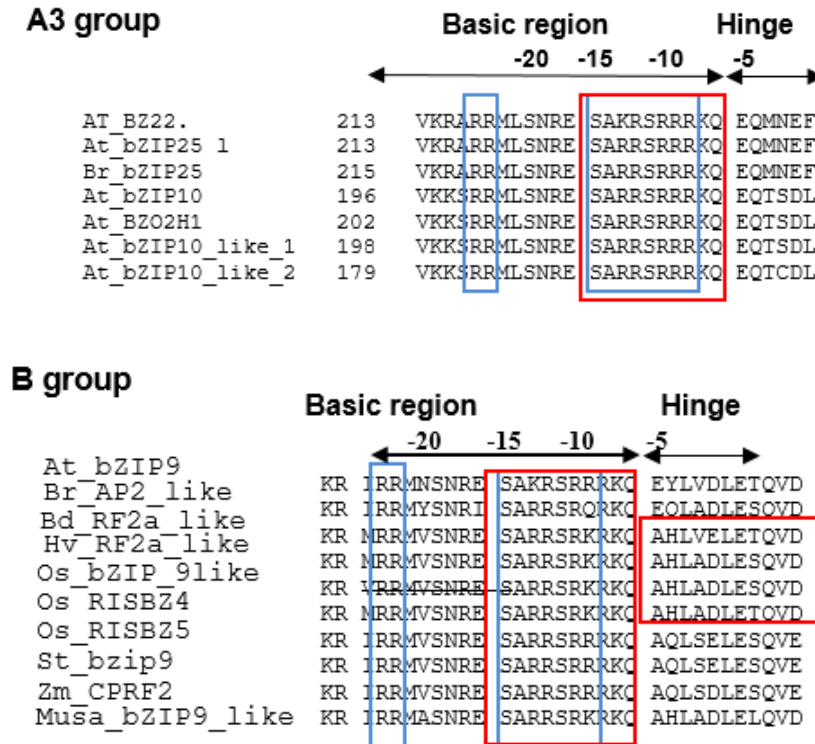 A3 group
Basic region Hinge
-20 -15 -10 -5
AT_BZ22. 213 VKRARRMLSNRE SAKRSRRRKQ EQMNEF
At_bZIP25 l 213 VKRARRMLSNRE SARRSRRRKQ EQMNEF
Br_bZIP25 215 VKRARRMLSNRE SARRSRRRKQ EQMNEF
At_bZIP10 196 VKKSRRMLSNRE SARRSRRRKQ EQTSDL
At_BZO2H1 202 VKKSRRMLSNRE SARRSRRRKQ EQTSDL
At_bZIP10_like_1 198 VKKSRRMLSNRE SARRSRRRKQ EQTSDL
At_bZIP10_like_2 179 VKKSRRMLSNRE SARRSRRRKQ EQTCDL
B group
Basic region Hinge
-20 -15 -10 -5
At_bZIP9 KR IRRMNSNRE SAKRSRRRKQ EYLVDLETQVD
Br_AP2_like KR IRRMYSNRI SARRSRQRKQ EQLADLESQVD
Bd_RF2a_like KR MRRMVSNRE SARRSRKRKQ AHLVELETQVD
Hv_RF2a_like KR MRRMVSNRE SARRSRKRKQ AHLADLESQVD
Os_bZIP_9like KR VRRMVSNRE SARRSRKRKQ AHLADLESQVD
Os_RISBZ4 KR MRRMVSNRE SARRSRKRKQ AHLADLETQVD
Os_RISBZ5 KR IRRMVSNRE SARRSRKRKQ AQLSELESQVE
St_bzip9 KR IRRMVSNRE SARRSRKRKQ AQLSELESQVE
Zm_CPRF2 KR IRRMVSNRE SARRSRKRKQ AQLSDLESQVE
Musa_bZIP9_like KR IRRMASNRE SARRSRKRKQ AHLADLELQVD